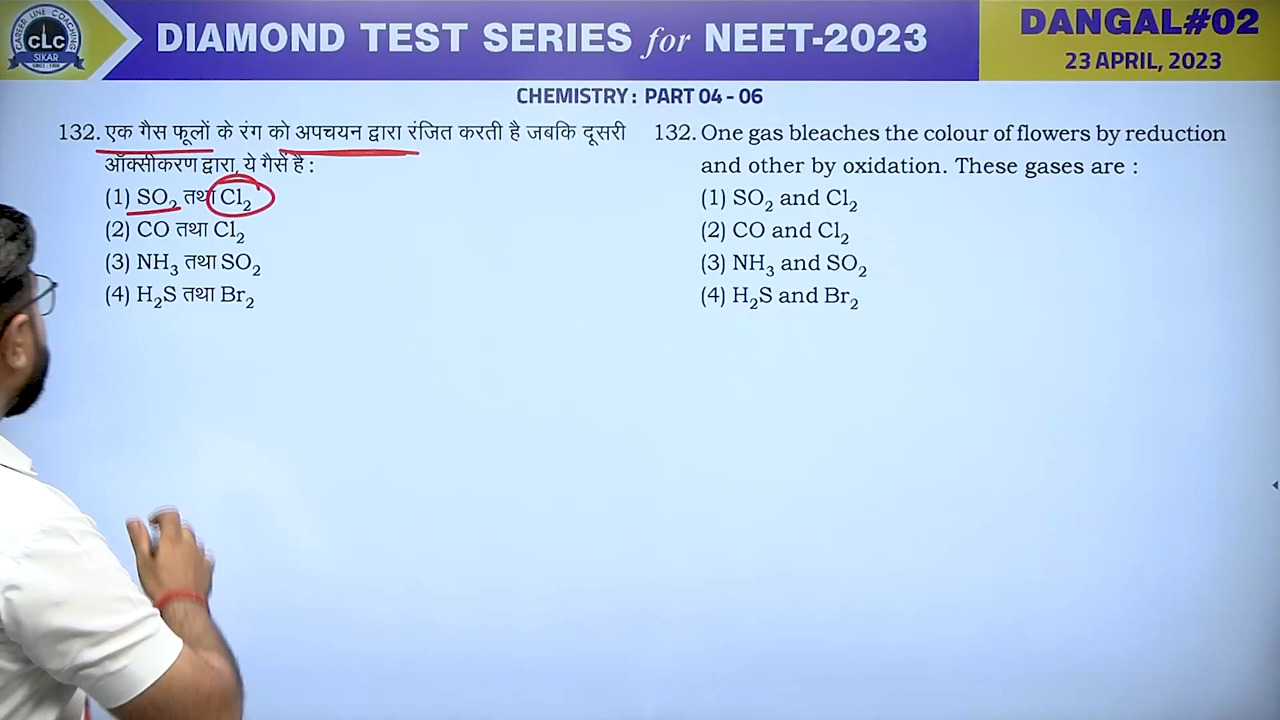 CAREER LINE COACHING
CLC
SIKAR
SINCE : 1996
DIAMOND TEST SERIES for NEET-2023
DANGAL#02
23 APRIL, 2023
CHEMISTRY : PART 04 - 06
132. एक गैस फूलों के रंग को अपचयन द्वारा रंजित करती है जबकि दूसरी
ऑक्सीकरण द्वारा, ये गैसें है :
(1) SO₂ तथा Cl₂
(2) CO तथा Cl₂
(3) NH₃ तथा SO₂
(4) H₂S तथा Br₂
132. One gas bleaches the colour of flowers by reduction
and other by oxidation. These gases are :
(1) SO₂ and Cl₂
(2) CO and Cl₂
(3) NH₃ and SO₂
(4) H₂S and Br₂